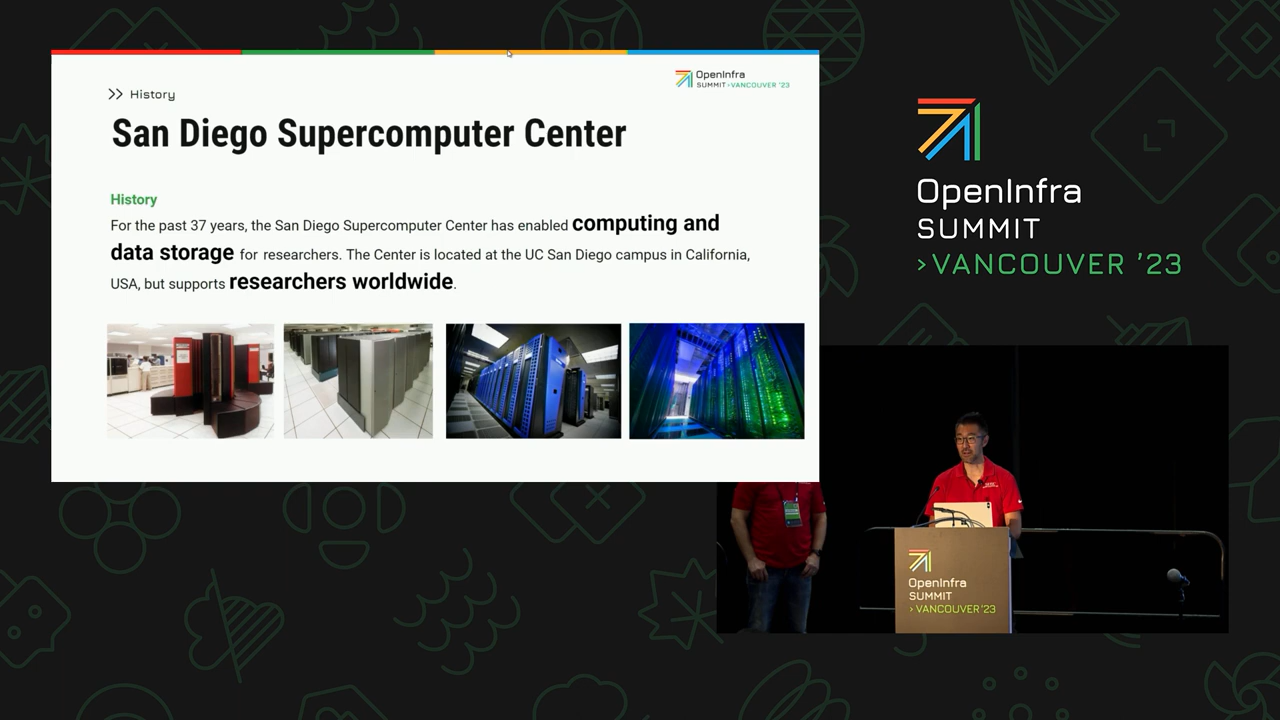 History
OpenInfra
SUMMIT >VANCOUVER '23
San Diego Supercomputer Center
History
For the past 37 years, the San Diego Supercomputer Center has enabled computing and
data storage for researchers. The Center is located at the UC San Diego campus in California,
USA, but supports researchers worldwide.
OpenInfra
SUMMIT
>VANCOUVER '23
OpenInfra
SUMMIT
>VANCOUVER '23